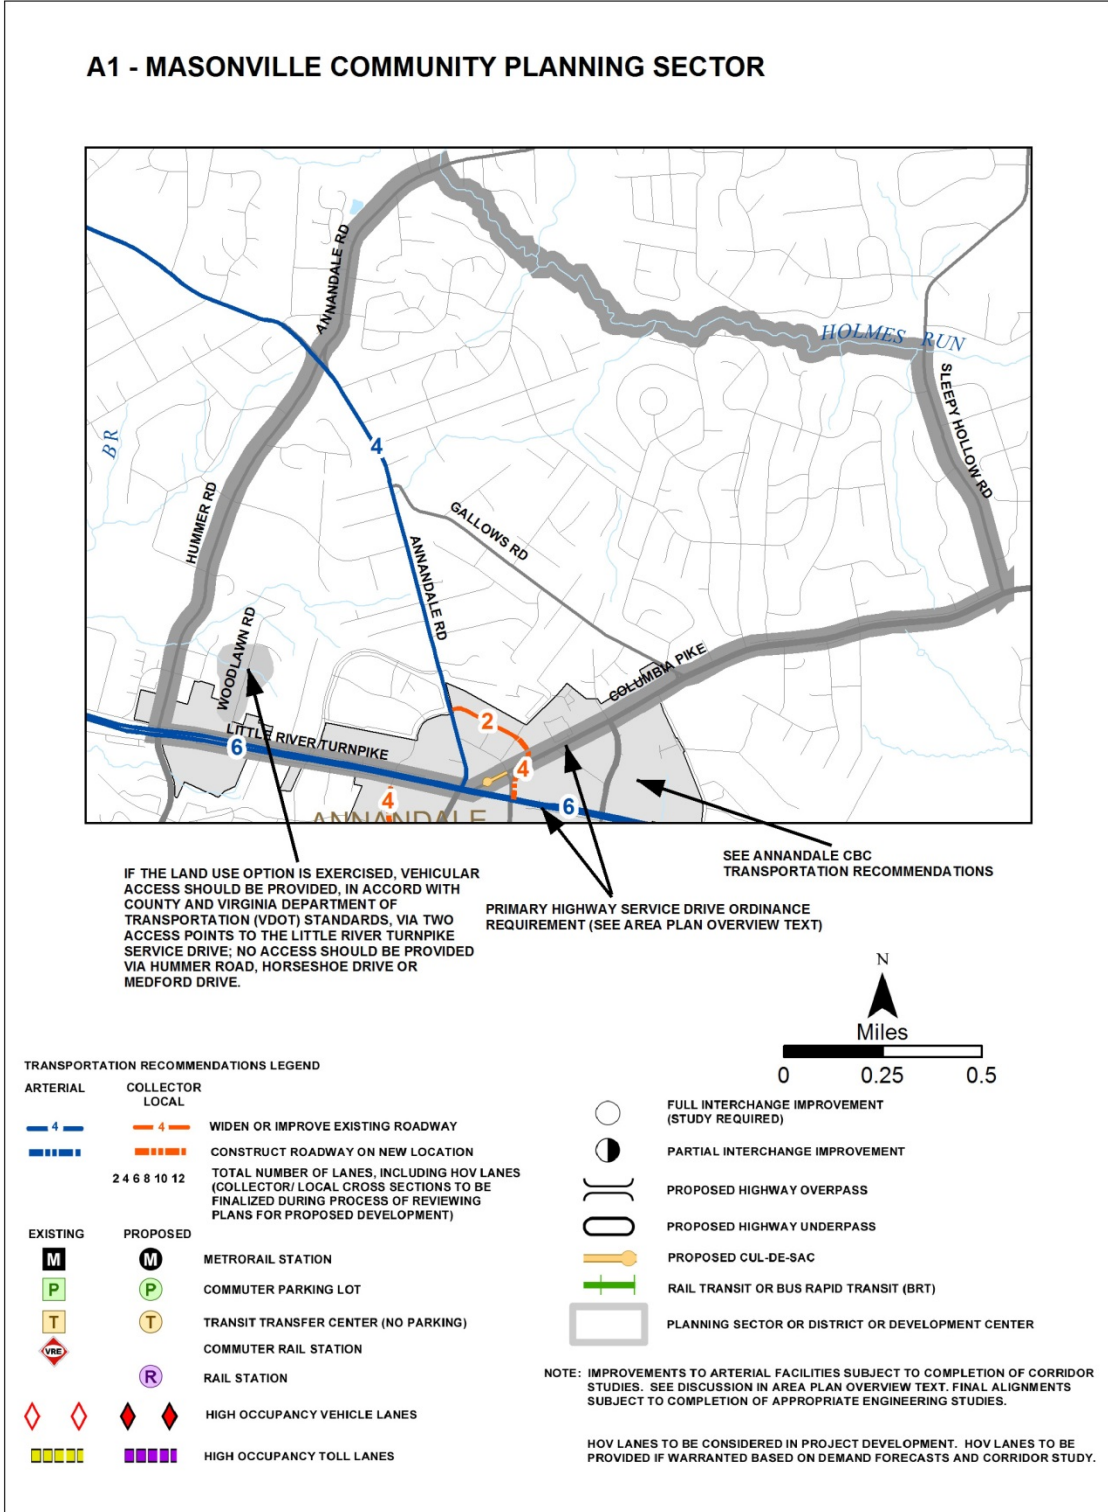 A1 - MASONVILLE COMMUNITY PLANNING SECTOR
ANNANDALE RD
HOLMES RUN
SLEEPY HOLLOW RD
BR
4
HUMMER RD
GALLOWS RD
ANNANDALE RD
WOODLAWN RD
COLUMBIA PIKE
2
LITTLE RIVER TURNPIKE
6
4
4
6
ANNANDALE
SEE ANNANDALE CBC
TRANSPORTATION RECOMMENDATIONS
IF THE LAND USE OPTION IS EXERCISED, VEHICULAR
ACCESS SHOULD BE PROVIDED, IN ACCORD WITH
COUNTY AND VIRGINIA DEPARTMENT OF
TRANSPORTATION (VDOT) STANDARDS, VIA TWO
ACCESS POINTS TO THE LITTLE RIVER TURNPIKE
SERVICE DRIVE; NO ACCESS SHOULD BE PROVIDED
VIA HUMMER ROAD, HORSESHOE DRIVE OR
MEDFORD DRIVE.
PRIMARY HIGHWAY SERVICE DRIVE ORDINANCE
REQUIREMENT (SEE AREA PLAN OVERVIEW TEXT)
N
Miles
0 0.25 0.5
TRANSPORTATION RECOMMENDATIONS LEGEND
ARTERIAL COLLECTOR
LOCAL
4 4 WIDEN OR IMPROVE EXISTING ROADWAY
CONSTRUCT ROADWAY ON NEW LOCATION
2 4 6 8 10 12 TOTAL NUMBER OF LANES, INCLUDING HOV LANES
(COLLECTOR/ LOCAL CROSS SECTIONS TO BE
FINALIZED DURING PROCESS OF REVIEWING
PLANS FOR PROPOSED DEVELOPMENT)
EXISTING PROPOSED
M M METRORAIL STATION
P P COMMUTER PARKING LOT
T T TRANSIT TRANSFER CENTER (NO PARKING)
VRE COMMUTER RAIL STATION
R RAIL STATION
HIGH OCCUPANCY VEHICLE LANES
HIGH OCCUPANCY TOLL LANES
FULL INTERCHANGE IMPROVEMENT
(STUDY REQUIRED)
PARTIAL INTERCHANGE IMPROVEMENT
PROPOSED HIGHWAY OVERPASS
PROPOSED HIGHWAY UNDERPASS
PROPOSED CUL-DE-SAC
RAIL TRANSIT OR BUS RAPID TRANSIT (BRT)
PLANNING SECTOR OR DISTRICT OR DEVELOPMENT CENTER
NOTE: IMPROVEMENTS TO ARTERIAL FACILITIES SUBJECT TO COMPLETION OF CORRIDOR
STUDIES. SEE DISCUSSION IN AREA PLAN OVERVIEW TEXT. FINAL ALIGNMENTS
SUBJECT TO COMPLETION OF APPROPRIATE ENGINEERING STUDIES.
HOV LANES TO BE CONSIDERED IN PROJECT DEVELOPMENT. HOV LANES TO BE
PROVIDED IF WARRANTED BASED ON DEMAND FORECASTS AND CORRIDOR STUDY.